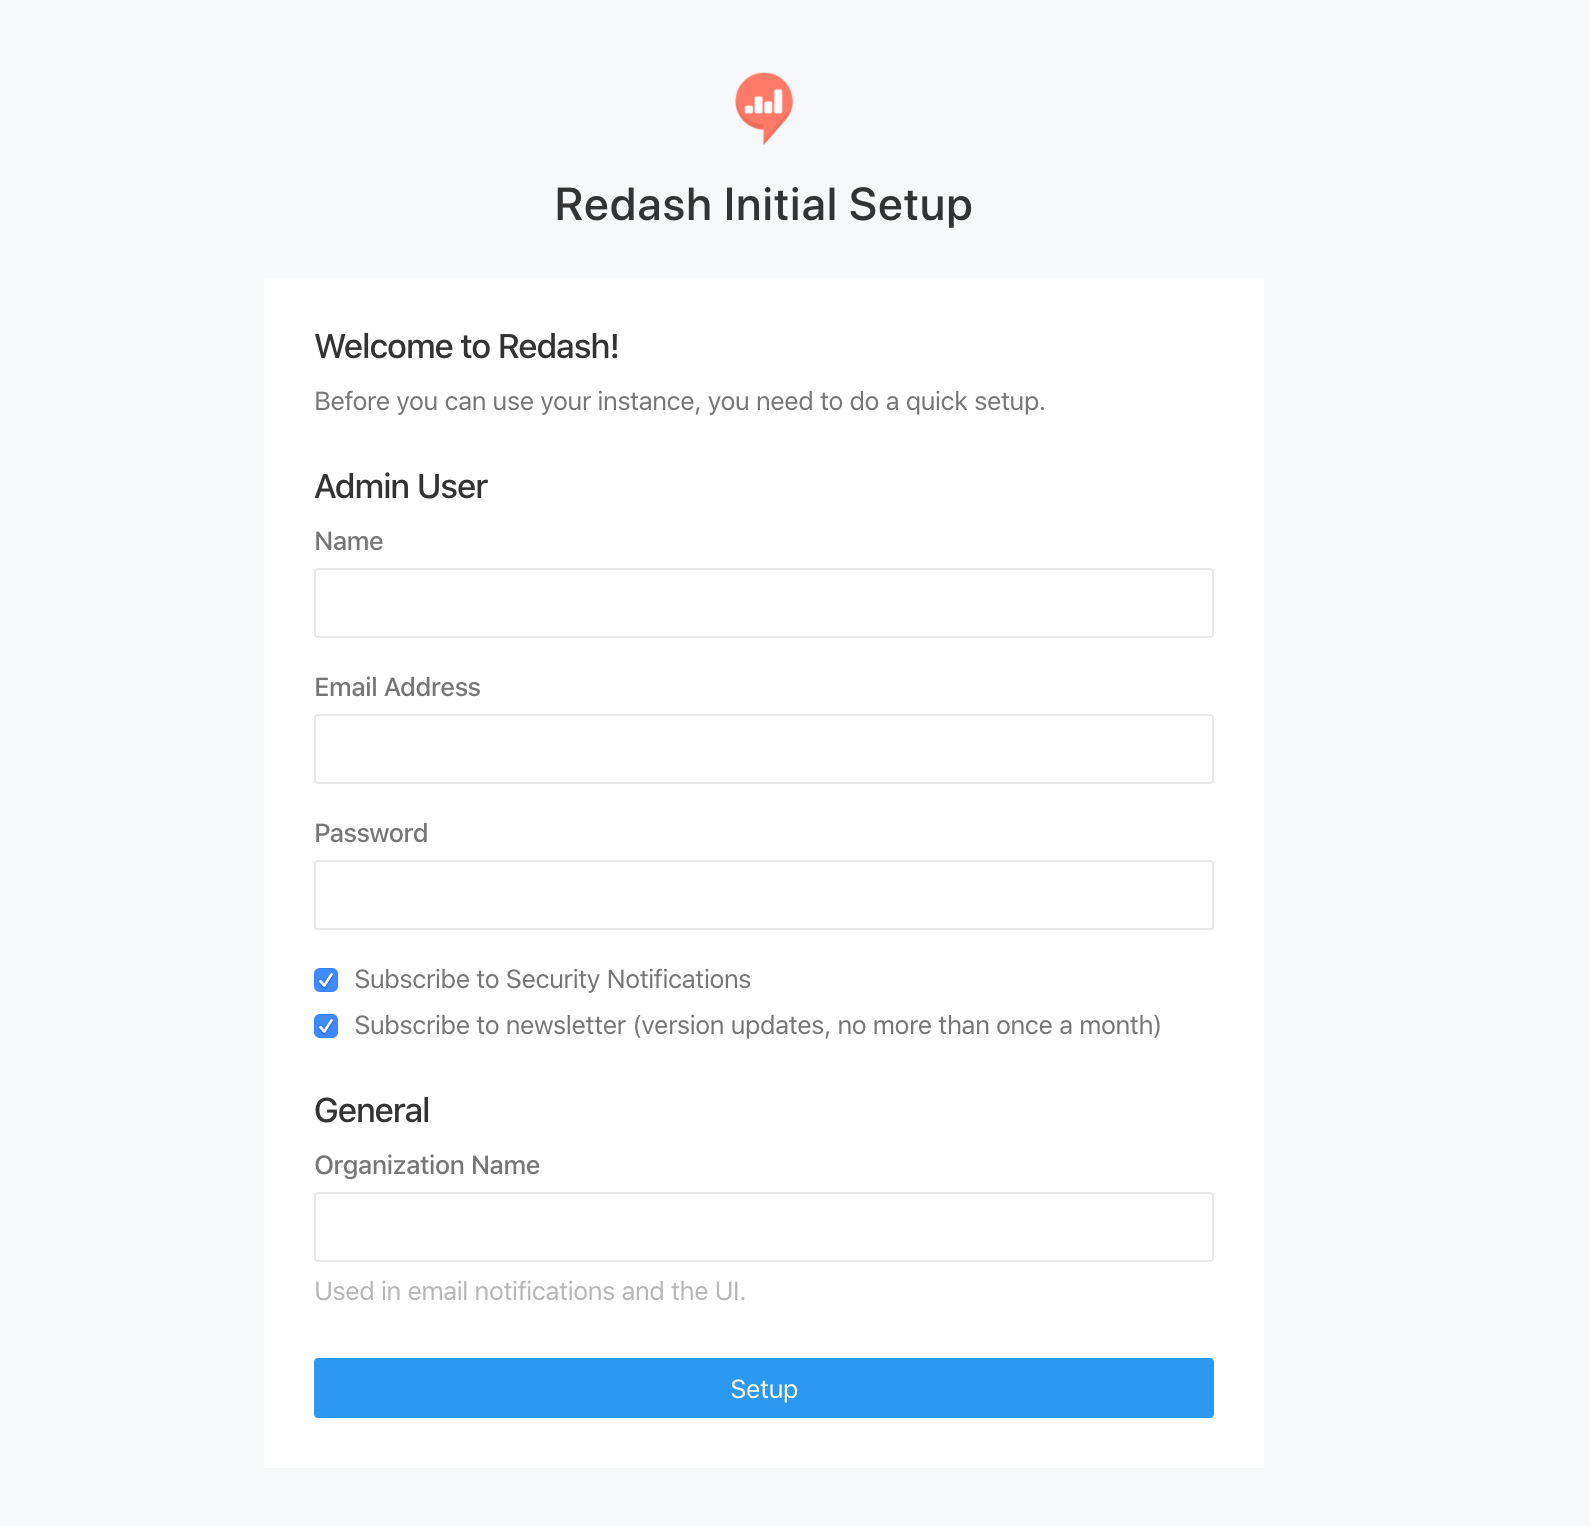 Redash Initial Setup
Welcome to Redash!
Before you can use your instance, you need to do a quick setup.
Admin User
Name
Email Address
Password
Subscribe to Security Notifications
Subscribe to newsletter (version updates, no more than once a month)
General
Organization Name
Used in email notifications and the UI.
Setup